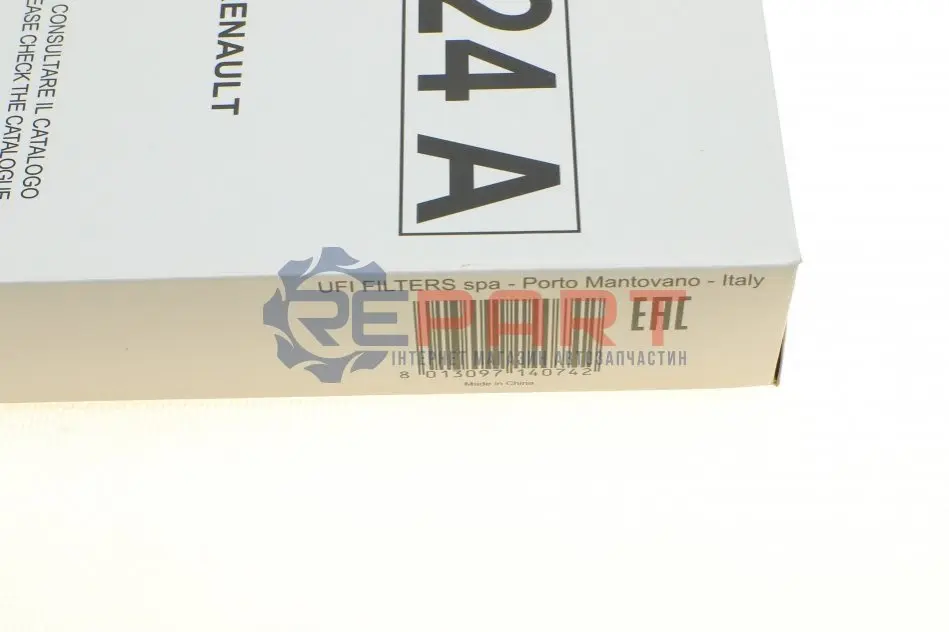 CONSULTARE IL CATALOGO
EASE CHECK THE CATALOGUE
ENAULT
24 A
UFI FILTERS spa - Porto Mantovano - Italy
EAC
8 013097 140742
Made in China
REPART
ІНТЕРНЕТ МАГАЗИН АВТОЗАПЧАСТИН